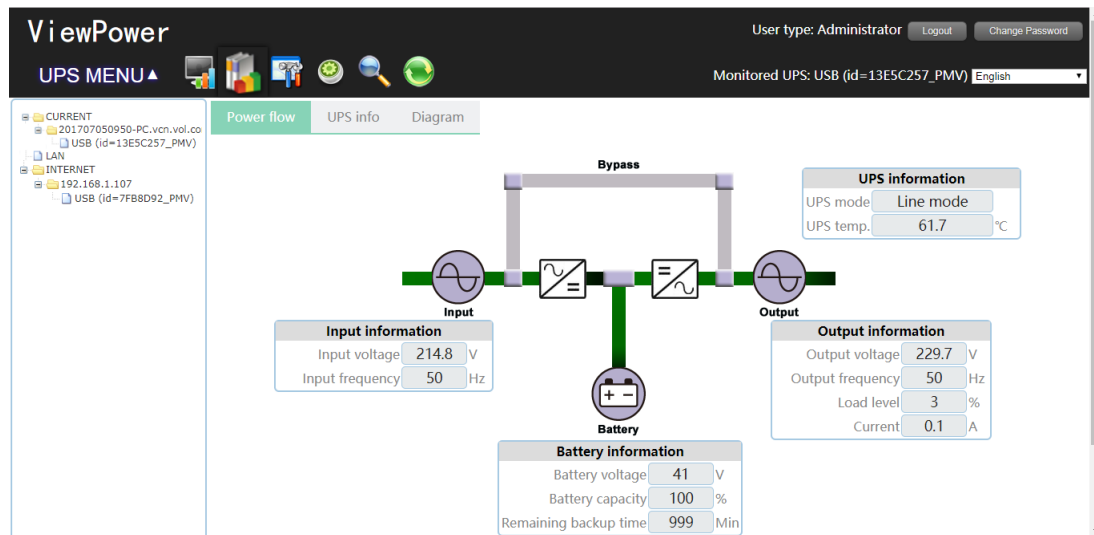 ViewPower
User type: Administrator Logout Change Password
UPS MENU▲
Monitored UPS: USB (id=13E5C257_PMV) English
CURRENT
201707050950-PC.vcn.vol.co
USB (id=13E5C257_PMV)
LAN
INTERNET
192.168.1.107
USB (id=7FB8D92_PMV)
Power flow UPS info Diagram
Bypass
UPS information
UPS mode Line mode
UPS temp. 61.7 ℃
Input
Output
Input information
Input voltage 214.8 V
Input frequency 50 Hz
Output information
Output voltage 229.7 V
Output frequency 50 Hz
Load level 3 %
Current 0.1 A
Battery
Battery information
Battery voltage 41 V
Battery capacity 100 %
Remaining backup time 999 Min